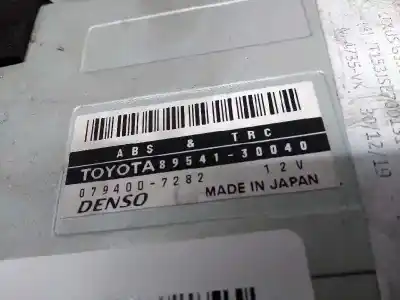 ABS & TRC
TOYOTA 89541-30040
079400-7282 12V
DENSO MADE IN JAPAN